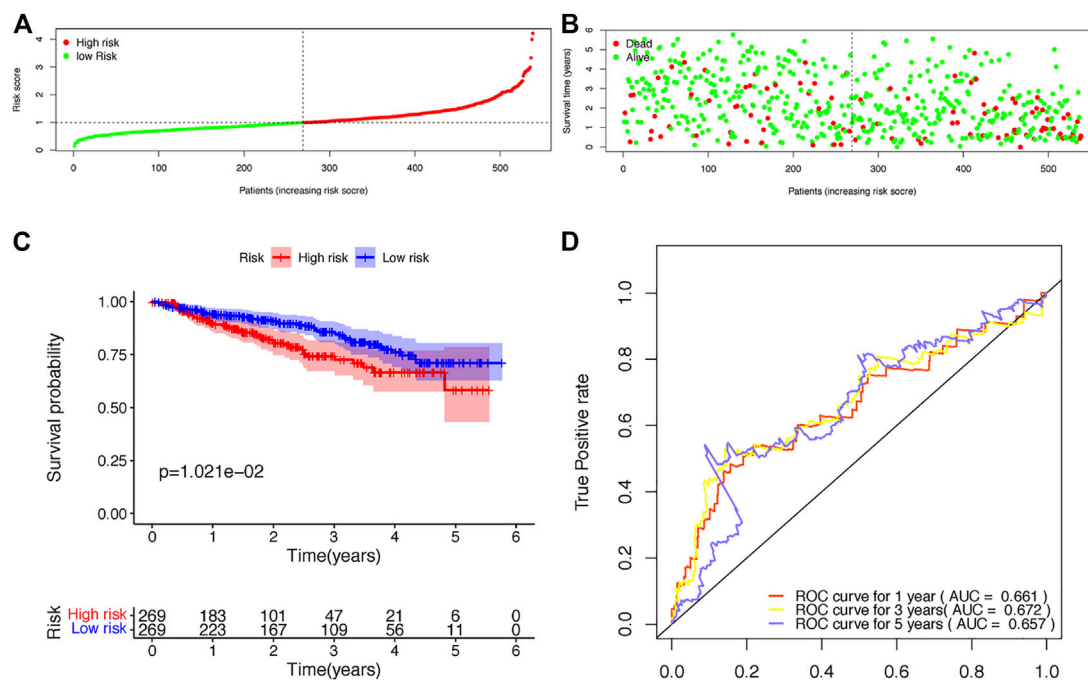 A
High risk
low Risk
Risk score
4
3
2
1
0
0 100 200 300 400 500
Patients (increasing risk socre)
B
Dead
Alive
Survival time (years)
6
5
4
3
2
1
0
0 100 200 300 400 500
Patients (increasing risk socre)
C
Risk High risk Low risk
Survival probability
1.00
0.75
0.50
0.25
0.00
p=1.021e−02
0 1 2 3 4 5 6
Time(years)
Risk
High risk 269 183 101 47 21 6 0
Low risk 269 223 167 109 56 11 0
0 1 2 3 4 5 6
Time(years)
D
True Positive rate
1.0
0.8
0.6
0.4
0.2
0.0
ROC curve for 1 year ( AUC = 0.661 )
ROC curve for 3 years( AUC = 0.672 )
ROC curve for 5 years ( AUC = 0.657 )
0.0 0.2 0.4 0.6 0.8 1.0